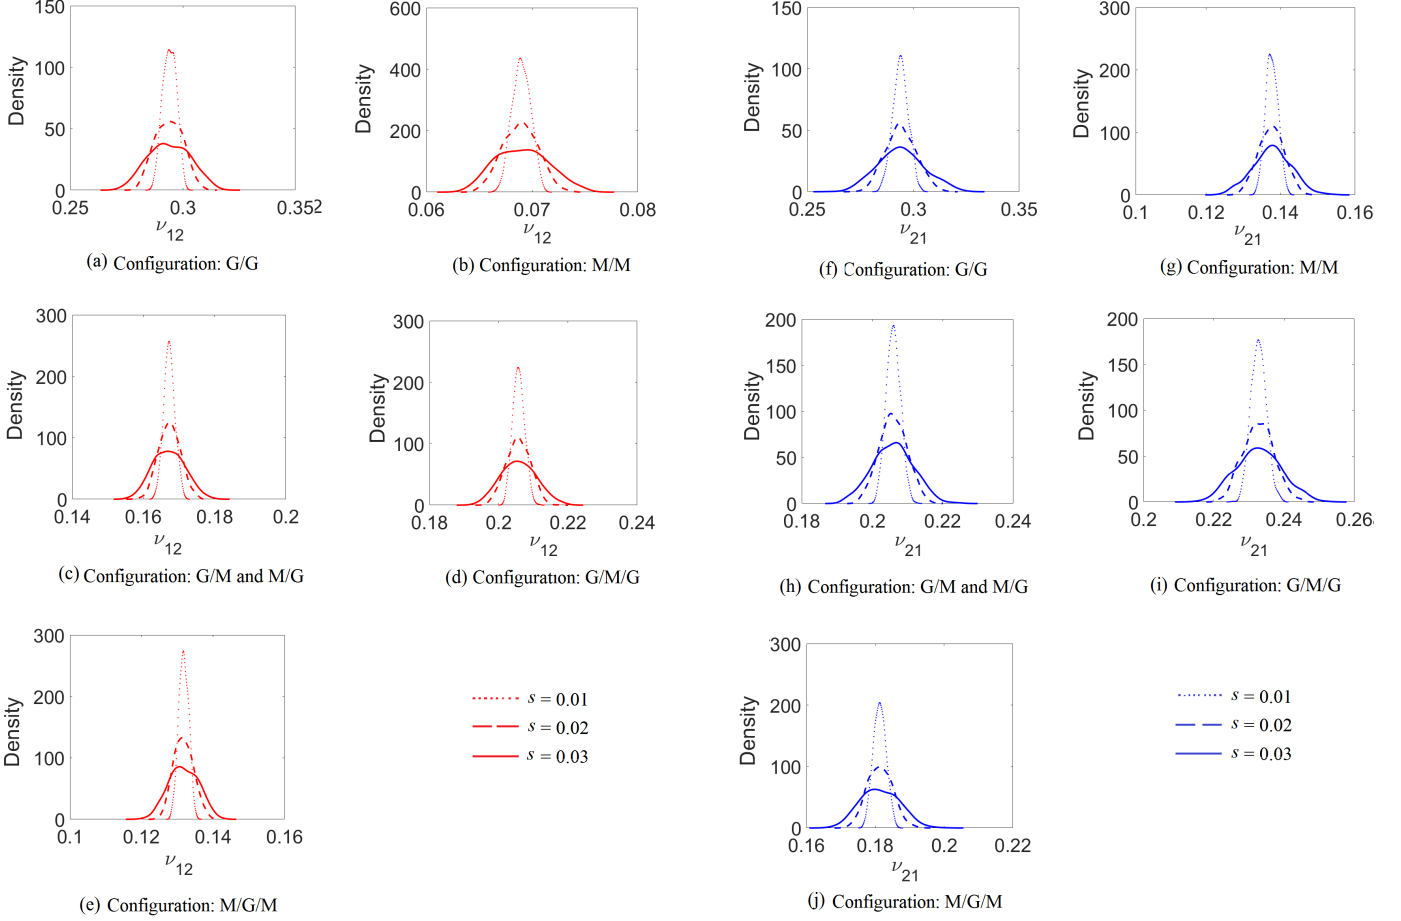 150
100
50
0
Density
0.25
0.3
0.352
ν12
(a) Configuration: G/G
600
400
200
0
Density
0.06
0.07
0.08
ν12
(b) Configuration: M/M
150
100
50
0
Density
0.25
0.3
0.35
ν21
(f) Configuration: G/G
300
200
100
0
Density
0.1
0.12
0.14
0.16
ν21
(g) Configuration: M/M
300
200
100
0
Density
0.14
0.16
0.18
0.2
ν12
(c) Configuration: G/M and M/G
300
200
100
0
Density
0.18
0.2
0.22
0.24
ν12
(d) Configuration: G/M/G
200
150
100
50
0
Density
0.18
0.2
0.22
0.24
ν21
(h) Configuration: G/M and M/G
200
150
100
50
0
Density
0.2
0.22
0.24
0.26
ν21
(i) Configuration: G/M/G
300
200
100
0
Density
0.1
0.12
0.14
0.16
ν12
(e) Configuration: M/G/M
s = 0.01
s = 0.02
s = 0.03
300
200
100
0
Density
0.16
0.18
0.2
0.22
ν21
(j) Configuration: M/G/M
s = 0.01
s = 0.02
s = 0.03